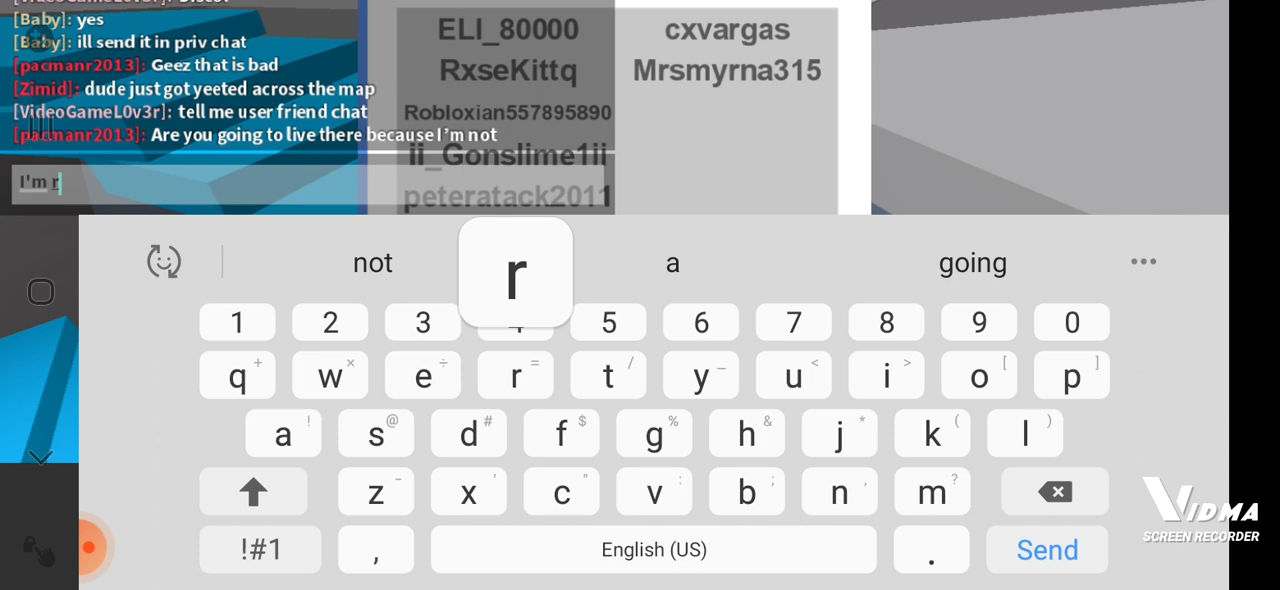 [Baby]: yes
[Baby]: ill send it in priv chat
[pacmanr2013]: Geez that is bad
[Zimid]: dude just got yeeted across the map
[VideoGameL0v3r]: tell me user friend chat
[pacmanr2013]: Are you going to live there because I'm not
I'm r
ELI_80000
RxseKittq
Robloxian557895890
ii_Gonslime1ii
peteratack2011
cxvargas
Mrsmyrna315
not r a going •••
1 2 3 4 5 6 7 8 9 0
q + w × e ÷ r = t / y _ u < i > o [ p ]
a ! s @ d # f $ g % h & j * k ( l )
z - x ' c " v : b ; n , m ?
!#1 , English (US) . Send
VIDMA
SCREEN RECORDER